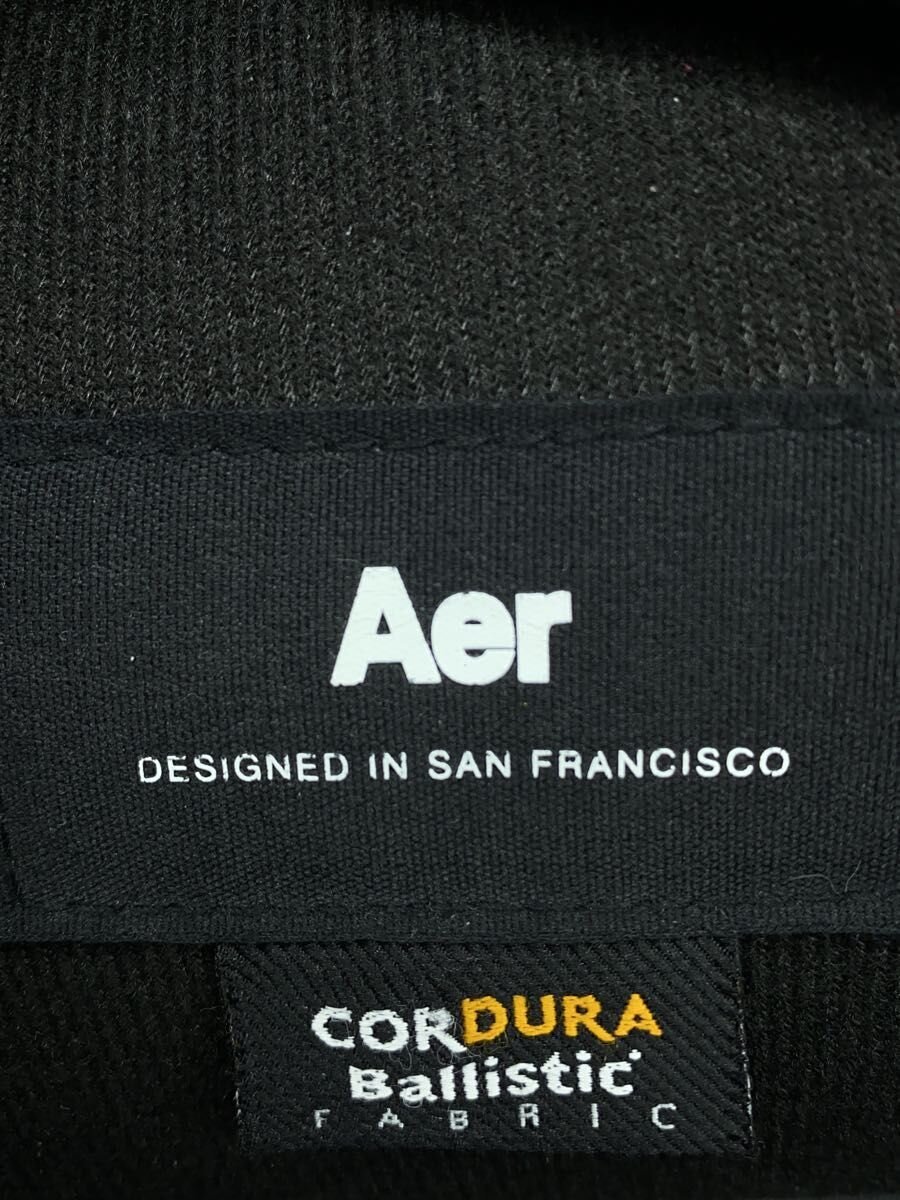 Aer
DESIGNED IN SAN FRANCISCO
CORDURA
Ballistic
FABRIC